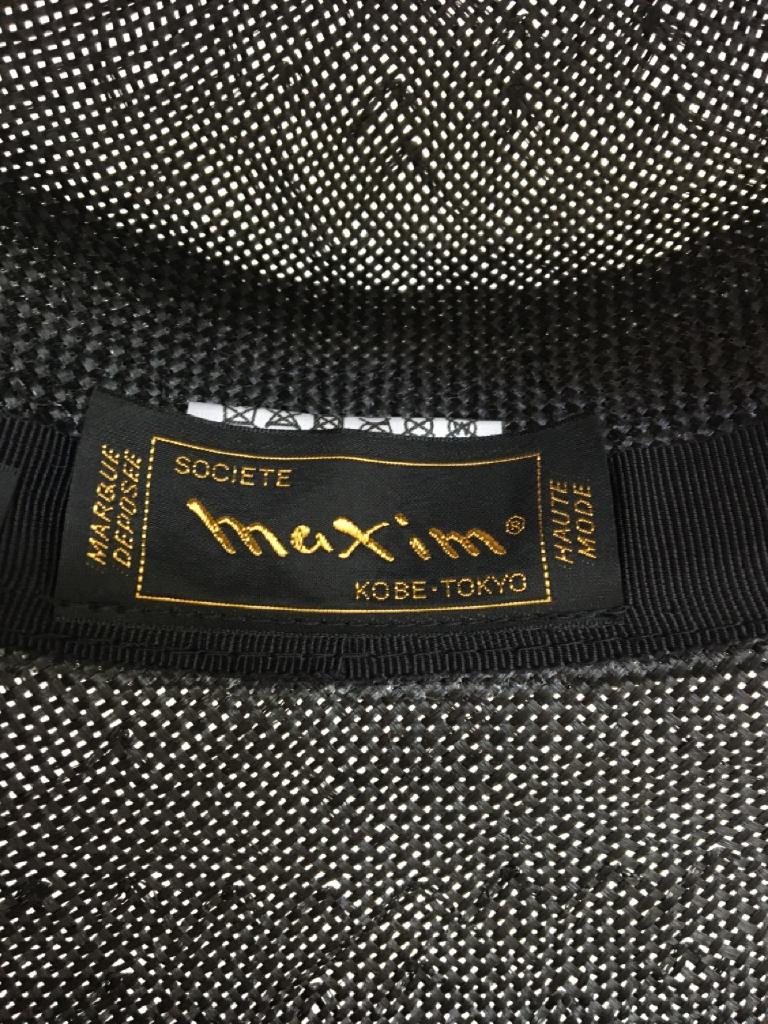 MARQUE
DEPOSEE
SOCIETE
maxim®
KOBE·TOKYO
HAUTE
MODE